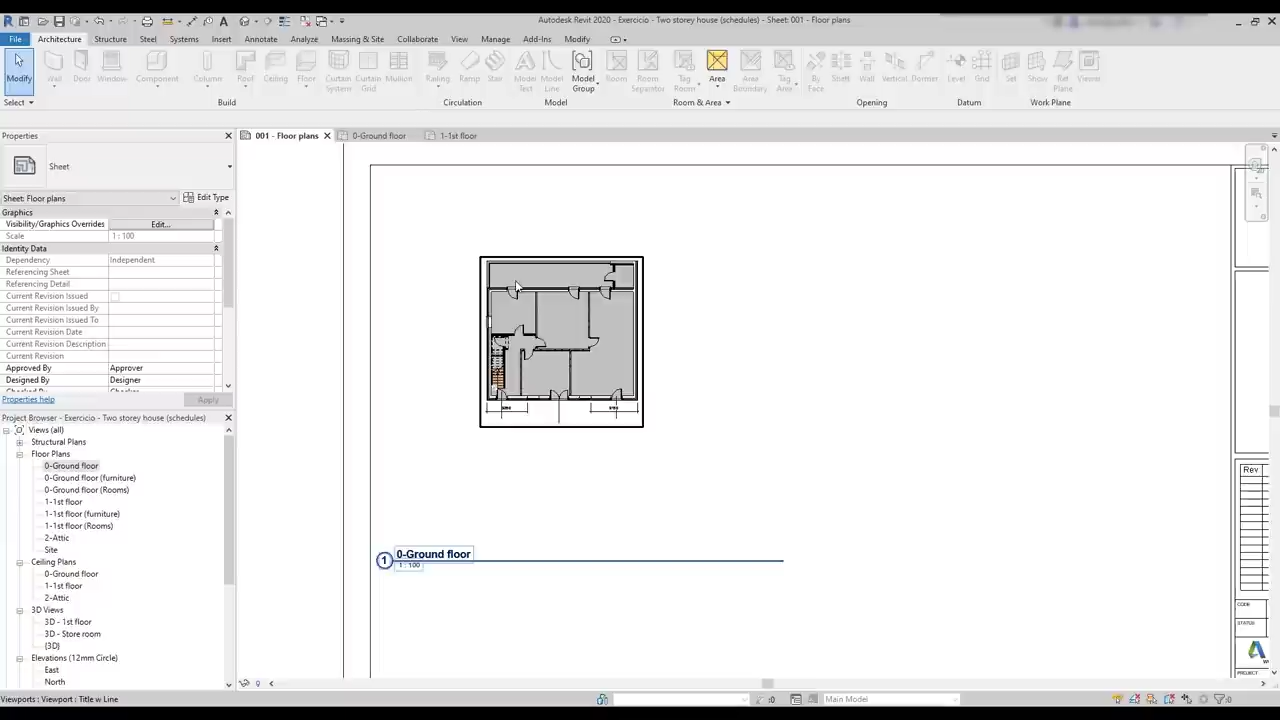 Autodesk Revit 2020 - Exercicio - Two storey house (schedules) - Sheet: 001 - Floor plans
File Architecture Structure Steel Systems Insert Annotate Analyze Massing & Site Collaborate View Manage Add-Ins Modify
Modify Wall Door Window Component Column Roof Ceiling Floor Curtain System Curtain Grid Mullion Railing Ramp Stair Model Text Model Line Model Group Room Room Separator Tag Room Area Area Boundary Tag Area By Face Shaft Wall Vertical Dormer Level Grid Set Show Ref Plane Viewer
Select Build Circulation Model Room & Area Opening Datum Work Plane
Properties
001 - Floor plans
0-Ground floor
1-1st floor
Sheet
Sheet: Floor plans
Edit Type
Graphics
Visibility/Graphics Overrides Edit...
Scale 1 : 100
Identity Data
Dependency Independent
Referencing Sheet
Referencing Detail
Current Revision Issued
Current Revision Issued By
Current Revision Issued To
Current Revision Date
Current Revision Description
Current Revision
Approved By Approver
Designed By Designer
Properties help
Apply
Project Browser - Exercicio - Two storey house (schedules)
Views (all)
Structural Plans
Floor Plans
0-Ground floor
0-Ground floor (furniture)
0-Ground floor (Rooms)
1-1st floor
1-1st floor (furniture)
1-1st floor (Rooms)
2-Attic
Site
Ceiling Plans
0-Ground floor
1-1st floor
2-Attic
3D Views
3D - 1st floor
3D - Store room
{3D}
Elevations (12mm Circle)
East
North
1
0-Ground floor
1 : 100
Rev
CODE
STATUS
PROJECT
Viewports : Viewport : Title w Line
:0
Main Model
:0